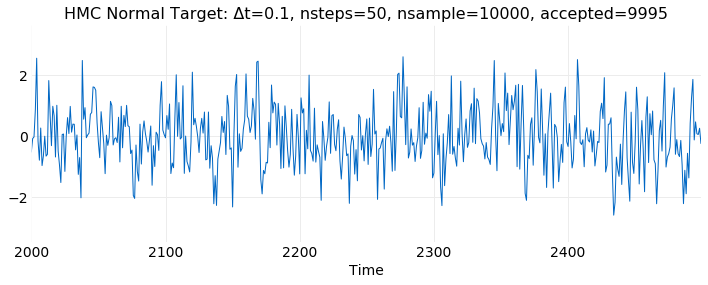 HMC Normal Target: Δt=0.1, nsteps=50, nsample=10000, accepted=9995
2
0
−2
2000 2100 2200 2300 2400
Time